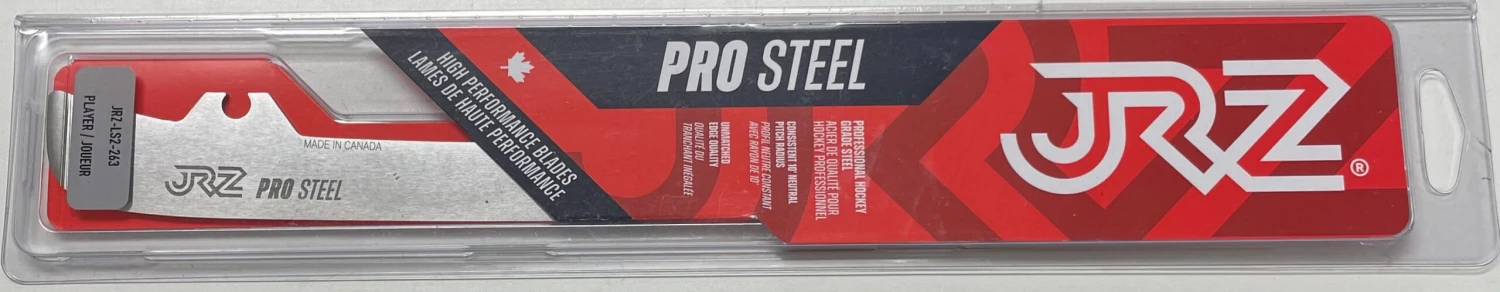 JRZ-LS2-263
PLAYER / JOUEUR
MADE IN CANADA
JRZ PRO STEEL
HIGH PERFORMANCE BLADES
LAMES DE HAUTE PERFORMANCE
PRO STEEL
PROFESSIONAL HOCKEY
GRADE STEEL
ACIER DE QUALITÉ POUR
HOCKEY PROFESSIONNEL
CONSISTENT 10' NEUTRAL
PITCH RADIUS
PROFIL NEUTRE CONSTANT
AVEC RAYON DE 10'
UNMATCHED
EDGE QUALITY
QUALITÉ DU
TRANCHANT INÉGALÉE
JRZ®